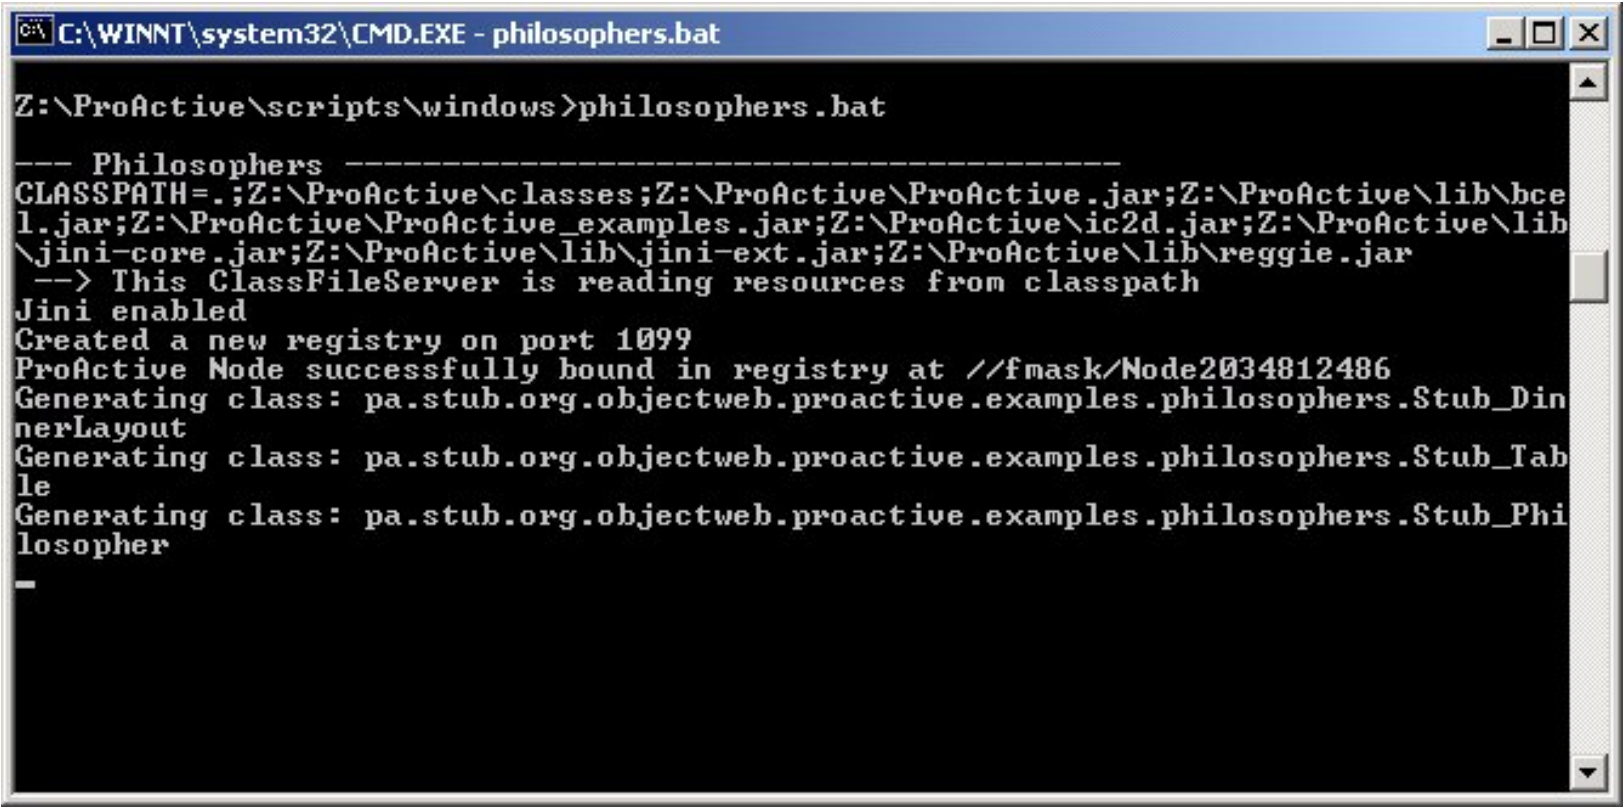 C:\WINNT\system32\CMD.EXE - philosophers.bat
Z:\ProActive\scripts\windows>philosophers.bat
--- Philosophers ----------------------------------------
CLASSPATH=.;Z:\ProActive\classes;Z:\ProActive\ProActive.jar;Z:\ProActive\lib\bce
l.jar;Z:\ProActive\ProActive_examples.jar;Z:\ProActive\ic2d.jar;Z:\ProActive\lib
\jini-core.jar;Z:\ProActive\lib\jini-ext.jar;Z:\ProActive\lib\reggie.jar
--> This ClassFileServer is reading resources from classpath
Jini enabled
Created a new registry on port 1099
ProActive Node successfully bound in registry at //fmask/Node2034812486
Generating class: pa.stub.org.objectweb.proactive.examples.philosophers.Stub_Din
nerLayout
Generating class: pa.stub.org.objectweb.proactive.examples.philosophers.Stub_Tab
le
Generating class: pa.stub.org.objectweb.proactive.examples.philosophers.Stub_Phi
losopher